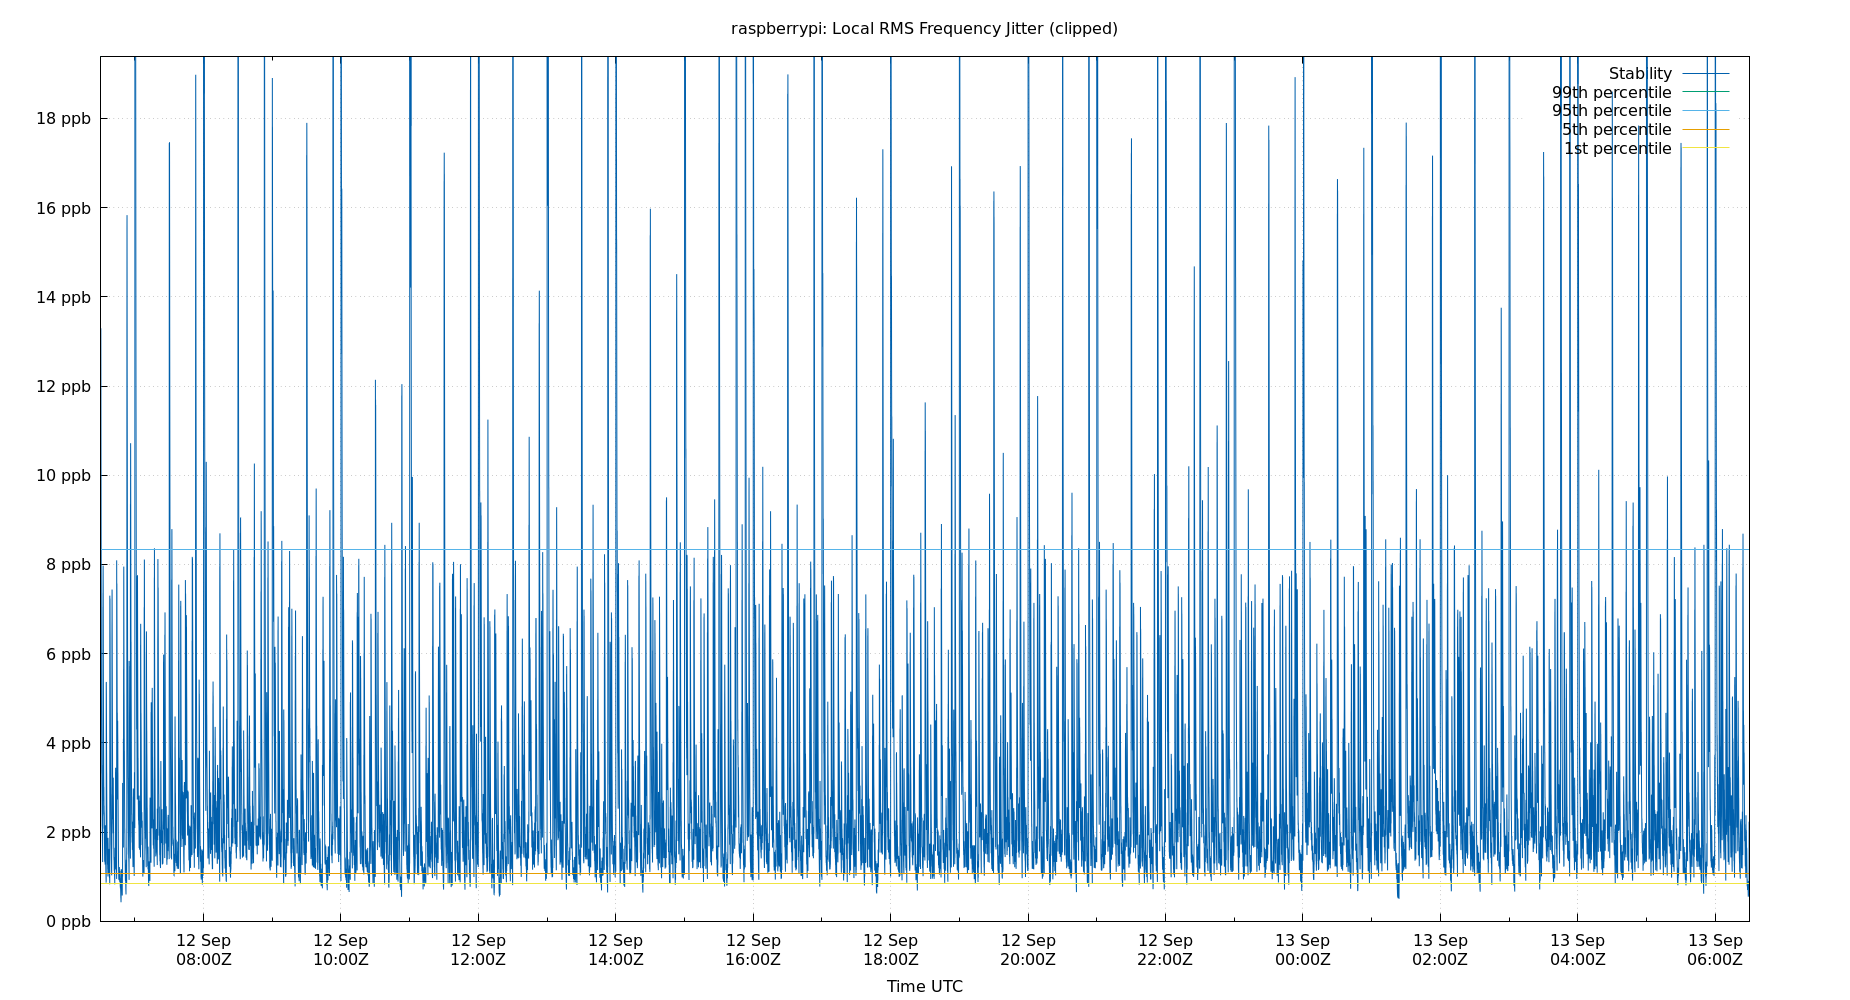 raspberrypi: Local RMS Frequency Jitter (clipped)
Stability
99th percentile
95th percentile
5th percentile
1st percentile
18 ppb
16 ppb
14 ppb
12 ppb
10 ppb
8 ppb
6 ppb
4 ppb
2 ppb
0 ppb
12 Sep 12 Sep 12 Sep 12 Sep 12 Sep 12 Sep 12 Sep 12 Sep 13 Sep 13 Sep 13 Sep 13 Sep
08:00Z 10:00Z 12:00Z 14:00Z 16:00Z 18:00Z 20:00Z 22:00Z 00:00Z 02:00Z 04:00Z 06:00Z
Time UTC